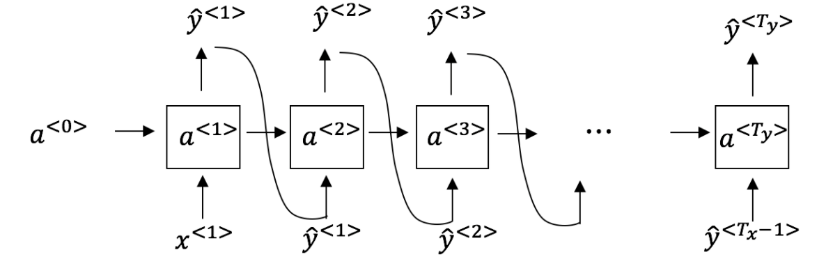 ŷ<1> ŷ<2> ŷ<3> ŷ<Ty>
a<0> a<1> a<2> a<3> ... a<Ty>
x<1> ŷ<1> ŷ<2> ŷ<Tx−1>